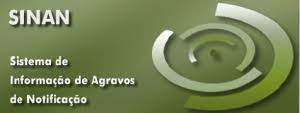 SINAN
Sistema de
Informação de Agravos
de Notificação